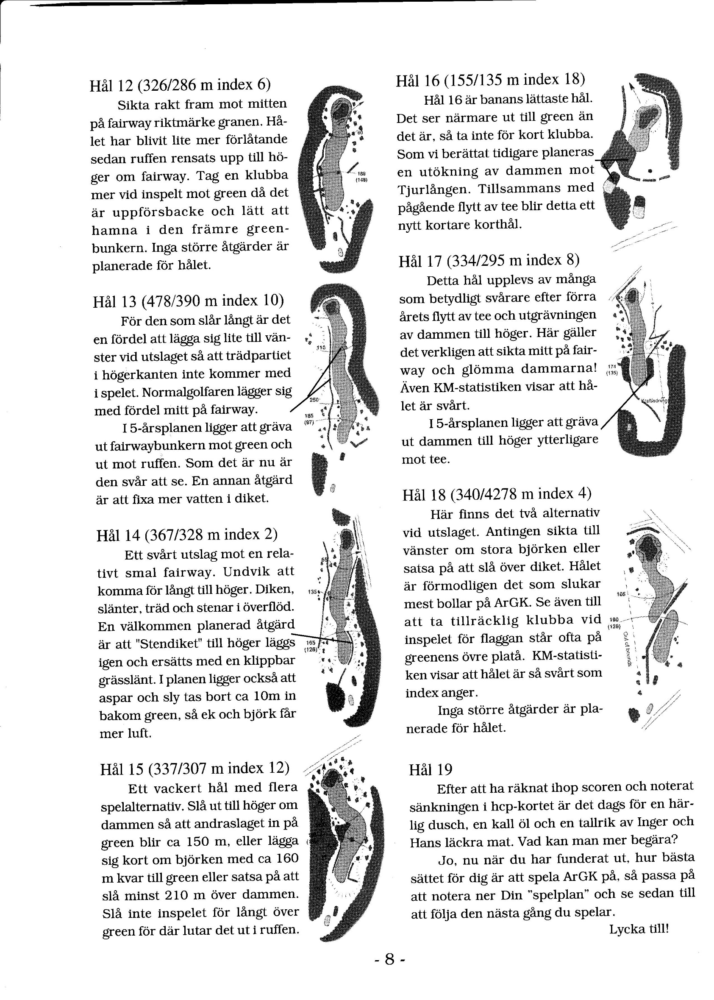 Hål 12 (326/286 m index 6)
Sikta rakt fram mot mitten
på fairway riktmärke granen. Hå-
let har blivit lite mer förlåtande
sedan ruffen rensats upp till hö-
ger om fairway. Tag en klubba
mer vid inspelt mot green då det
är uppförsbacke och lätt att
hamna i den främre green-
bunkern. Inga större åtgärder är
planerade för hålet.
60
189
(149)
Hål 13 (478/390 m index 10)
För den som slår långt är det
en fördel att lägga sig lite till vän-
ster vid utslaget så att trädpartiet
i högerkanten inte kommer med
i spelet. Normalgolfaren lägger sig
med fördel mitt på fairway.
I 5-årsplanen ligger att gräva
ut fairwaybunkern mot green och
ut mot ruffen. Som det är nu är
den svår att se. En annan åtgärd
är att fixa mer vatten i diket.
110
250
185
(97)
Hål 14 (367/328 m index 2)
Ett svårt utslag mot en rela-
tivt smal fairway. Undvik att
komma för långt till höger. Diken,
slänter, träd och stenar i överflöd.
En välkommen planerad åtgärd
är att "Stendiket" till höger läggs
igen och ersätts med en klippbar
grässlänt. I planen ligger också att
aspar och sly tas bort ca 10m in
bakom green, så ek och björk får
mer luft.
65
135
165
(126)
Hål 15 (337/307 m index 12)
Ett vackert hål med flera
spelalternativ. Slå ut till höger om
dammen så att andraslaget in på
green blir ca 150 m, eller lägga
sig kort om björken med ca 160
m kvar till green eller satsa på att
slå minst 210 m över dammen.
Slå inte inspelet för långt över
green för där lutar det ut i ruffen.
Hål 16 (155/135 m index 18)
Hål 16 är banans lättaste hål.
Det ser närmare ut till green än
det är, så ta inte för kort klubba.
Som vi berättat tidigare planeras
en utökning av dammen mot
Tjurlången. Tillsammans med
pågående flytt av tee blir detta ett
nytt kortare korthål.
Hål 17 (334/295 m index 8)
Detta hål upplevs av många
som betydligt svårare efter förra
årets flytt av tee och utgrävningen
av dammen till höger. Här gäller
det verkligen att sikta mitt på fair-
way och glömma dammarna!
Även KM-statistiken visar att hå-
let är svårt.
I 5-årsplanen ligger att gräva
ut dammen till höger ytterligare
mot tee.
174
(135)
Kraftledning
Hål 18 (340/4278 m index 4)
Här finns det två alternativ
vid utslaget. Antingen sikta till
vänster om stora björken eller
satsa på att slå över diket. Hålet
är förmodligen det som slukar
mest bollar på ArGK. Se även till
att ta tillräcklig klubba vid
inspelet för flaggan står ofta på
greenens övre platå. KM-statisti-
ken visar att hålet är så svårt som
index anger.
Inga större åtgärder är pla-
nerade för hålet.
105
190
(128)
Out of bounds
Hål 19
Efter att ha räknat ihop scoren och noterat
sänkningen i hcp-kortet är det dags för en här-
lig dusch, en kall öl och en tallrik av Inger och
Hans läckra mat. Vad kan man mer begära?
Jo, nu när du har funderat ut, hur bästa
sättet för dig är att spela ArGK på, så passa på
att notera ner Din "spelplan" och se sedan till
att följa den nästa gång du spelar.
Lycka till!
- 8 -